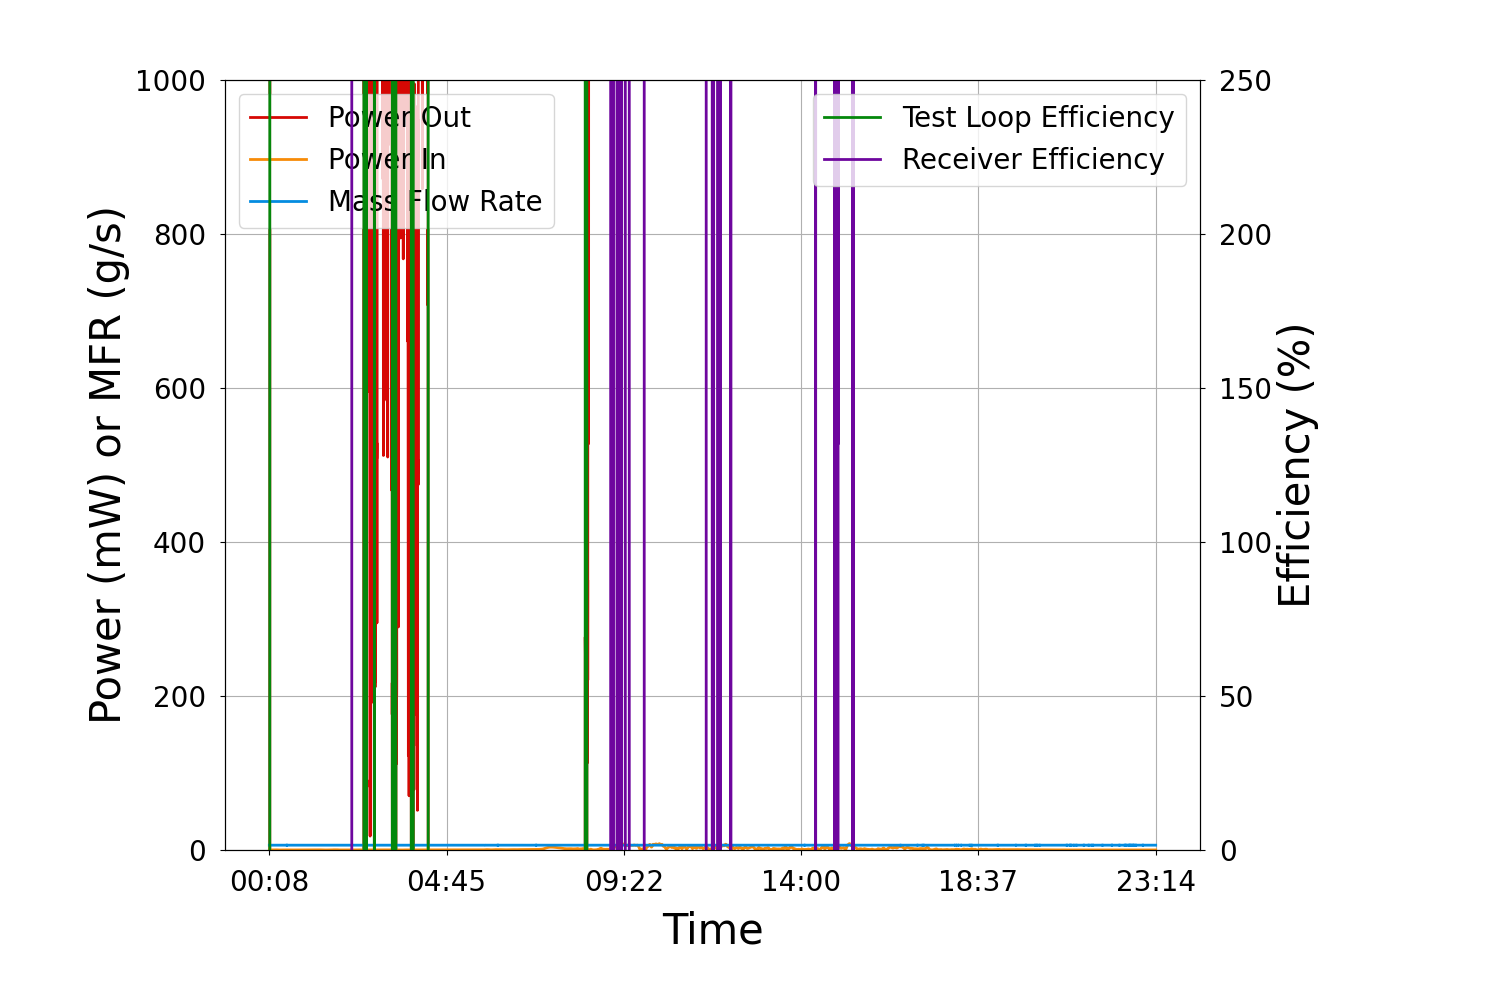 1000
800
600
400
200
0
Power (mW) or MFR (g/s)
Power Out
Power In
Mass Flow Rate
Test Loop Efficiency
Receiver Efficiency
250
200
150
100
50
0
Efficiency (%)
00:08 04:45 09:22 14:00 18:37 23:14
Time